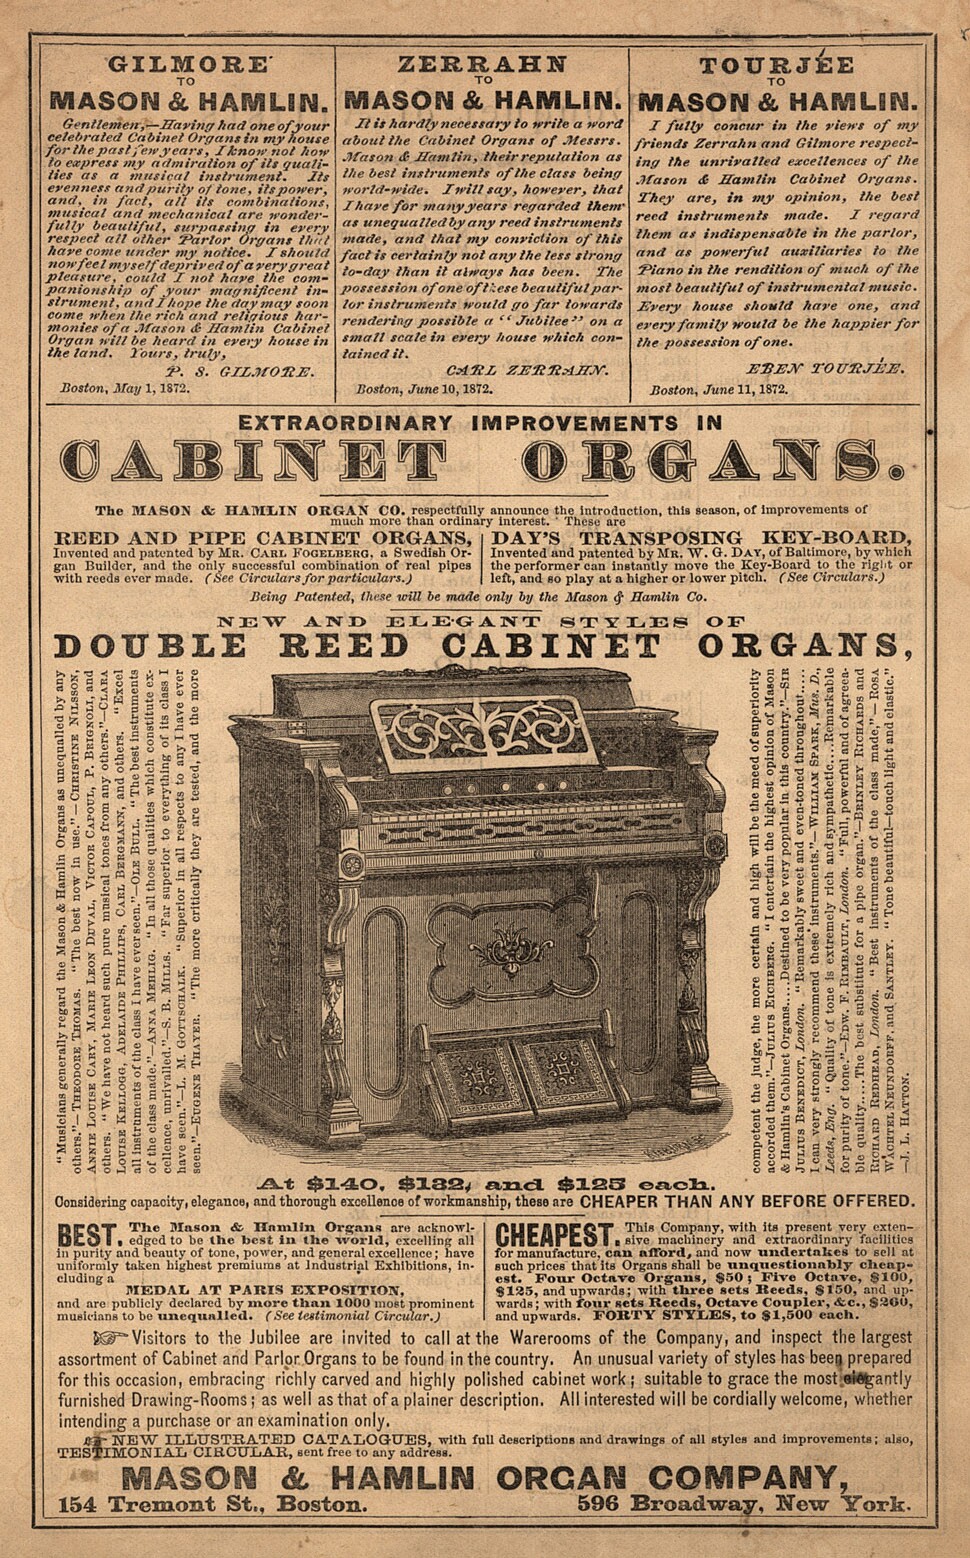 GILMORE
TO
MASON & HAMLIN.
Gentlemen,—Having had one of your
celebrated Cabinet Organs in my house
for the past few years, I know not how
to express my admiration of its quali-
ties as a musical instrument. Its
evenness and purity of tone, its power,
and, in fact, all its combinations,
musical and mechanical are wonder-
fully beautiful, surpassing in every
respect all other Parlor Organs that
have come under my notice. I should
now feel myself deprived of a very great
pleasure, could I not have the com-
panionship of your magnificent in-
strument, and I hope the day may soon
come when the rich and religious har-
monies of a Mason & Hamlin Cabinet
Organ will be heard in every house in
the land. Yours, truly,
P. S. GILMORE.
Boston, May 1, 1872.
ZERRAHN
TO
MASON & HAMLIN.
It is hardly necessary to write a word
about the Cabinet Organs of Messrs.
Mason & Hamlin, their reputation as
the best instruments of the class being
world-wide. I will say, however, that
I have for many years regarded them
as unequalled by any reed instruments
made, and that my conviction of this
fact is certainly not any the less strong
to-day than it always has been. The
possession of one of these beautiful par-
lor instruments would go far towards
rendering possible a “Jubilee” on a
small scale in every house which con-
tained it.
CARL ZERRAHN.
Boston, June 10, 1872.
TOURJÉE
TO
MASON & HAMLIN.
I fully concur in the views of my
friends Zerrahn and Gilmore respect-
ing the unrivalled excellences of the
Mason & Hamlin Cabinet Organs.
They are, in my opinion, the best
reed instruments made. I regard
them as indispensable in the parlor,
and as powerful auxiliaries to the
Piano in the rendition of much of the
most beautiful of instrumental music.
Every house should have one, and
every family would be the happier for
the possession of one.
EBEN TOURJÉE.
Boston, June 11, 1872.
EXTRAORDINARY IMPROVEMENTS IN
CABINET ORGANS.
The MASON & HAMLIN ORGAN CO. respectfully announce the introduction, this season, of improvements of
much more than ordinary interest. These are
REED AND PIPE CABINET ORGANS,
Invented and patented by MR. CARL FOGELBERG, a Swedish Or-
gan Builder, and the only successful combination of real pipes
with reeds ever made. (See Circulars for particulars.)
DAY'S TRANSPOSING KEY-BOARD,
Invented and patented by MR. W. G. DAY, of Baltimore, by which
the performer can instantly move the Key-Board to the right or
left, and so play at a higher or lower pitch. (See Circulars.)
Being Patented, these will be made only by the Mason & Hamlin Co.
NEW AND ELEGANT STYLES OF
DOUBLE REED CABINET ORGANS,
"Musicians generally regard the Mason & Hamlin Organs as unequalled by any
others."—THEODORE THOMAS. "The best now in use."—CHRISTINE NILSSON,
ANNIE LOUISE CARY, MARIE LEON DUVAL, VICTOR CAPOUL, P. BRIGNOLI, and
others. "We have not heard such pure musical tones from any others."—CLARA
LOUISE KELLOGG, ADELAIDE PHILLIPS, CARL BERGMANN, and others. "Excel
all instruments of the class I have ever seen."—OLE BULL. "The best instruments
of the class made."—ANNA MEHLIG. "In all those qualities which constitute ex-
cellence, unrivalled."—S. B. MILLS. "Far superior to everything of its class I
have seen."—L. M. GOTTSCHALK. "Superior in all respects to any I have ever
seen."—EUGENE THAYER. "The more critically they are tested, and the more
competent the judge, the more certain and high will be the meed of superiority
accorded them."—JULIUS EICHBERG. "I entertain the highest opinion of Mason
& Hamlin's Cabinet Organs.....Destined to be very popular in this country."—SIR
JULIUS BENEDICT, London. "Remarkably sweet and even-toned throughout.....
I can very strongly recommend these instruments."—WILLIAM SPARK, Mus. D.,
Leeds, Eng. "Quality of tone is extremely rich and sympathetic...Remarkable
for purity of tone."—EDW. F. RIMBAULT, London. "Full, powerful and of agreea-
ble quality.....The best substitute for a pipe organ."—BRINLEY RICHARDS and
RICHARD REDHEAD, London. "Best instruments of the class made,"—ROSA
WACHTEL NEUNDORFF, and SANTLEY. "Tone beautiful—touch light and elastic."
—J. L. HATTON.
At $140, $132, and $125 each.
Considering capacity, elegance, and thorough excellence of workmanship, these are CHEAPER THAN ANY BEFORE OFFERED.
BEST. The Mason & Hamlin Organs are acknowl-
edged to be the best in the world, excelling all
in purity and beauty of tone, power, and general excellence; have
uniformly taken highest premiums at Industrial Exhibitions, in-
cluding a
MEDAL AT PARIS EXPOSITION,
and are publicly declared by more than 1000 most prominent
musicians to be unequalled. (See testimonial Circular.)
CHEAPEST. This Company, with its present very exten-
sive machinery and extraordinary facilities
for manufacture, can afford, and now undertakes to sell at
such prices that its Organs shall be unquestionably cheap-
est. Four Octave Organs, $50; Five Octave, $100,
$125, and upwards; with three sets Reeds, $150, and up-
wards; with four sets Reeds, Octave Coupler, &c., $200,
and upwards. FORTY STYLES, to $1,500 each.
☞Visitors to the Jubilee are invited to call at the Warerooms of the Company, and inspect the largest
assortment of Cabinet and Parlor Organs to be found in the country. An unusual variety of styles has been prepared
for this occasion, embracing richly carved and highly polished cabinet work; suitable to grace the most elegantly
furnished Drawing-Rooms; as well as that of a plainer description. All interested will be cordially welcome, whether
intending a purchase or an examination only.
☞ NEW ILLUSTRATED CATALOGUES, with full descriptions and drawings of all styles and improvements; also,
TESTIMONIAL CIRCULAR, sent free to any address.
MASON & HAMLIN ORGAN COMPANY,
154 Tremont St., Boston.
596 Broadway, New York.